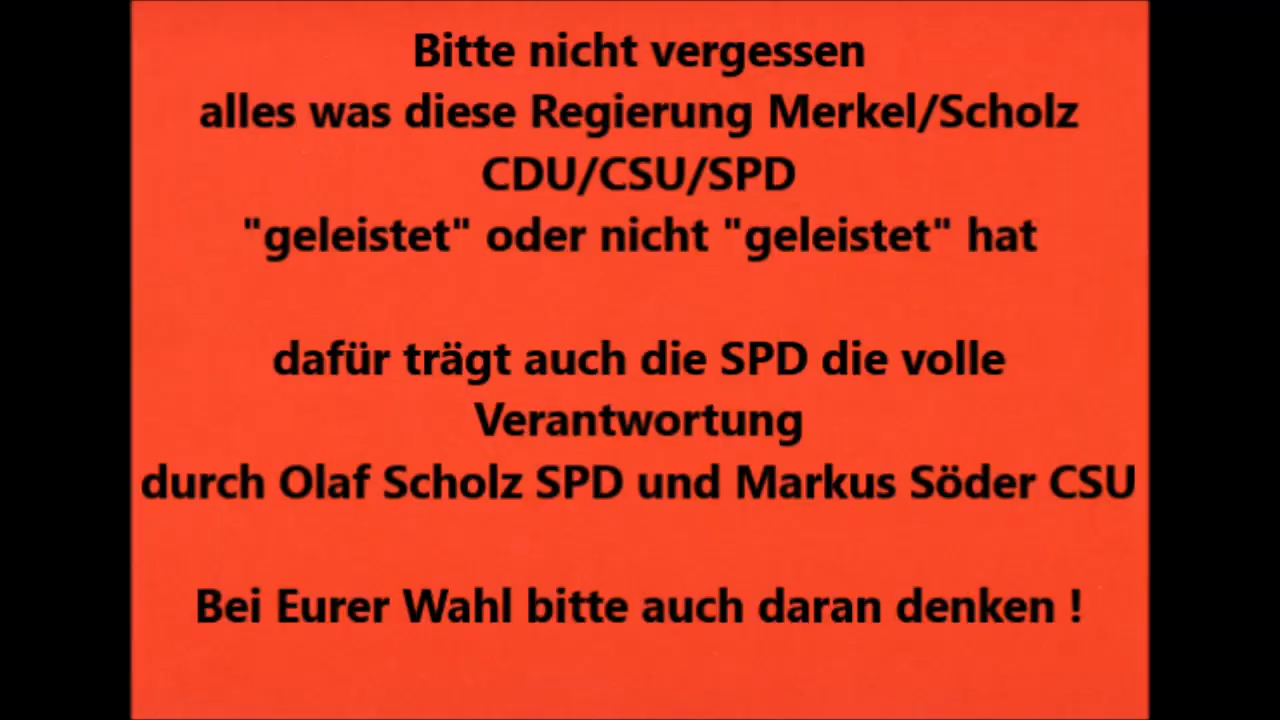 Bitte nicht vergessen
alles was diese Regierung Merkel/Scholz
CDU/CSU/SPD
"geleistet" oder nicht "geleistet" hat
dafür trägt auch die SPD die volle
Verantwortung
durch Olaf Scholz SPD und Markus Söder CSU
Bei Eurer Wahl bitte auch daran denken !